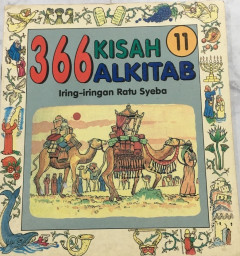 366 KISAH 11
ALKITAB
Iring-iringan Ratu Syeba